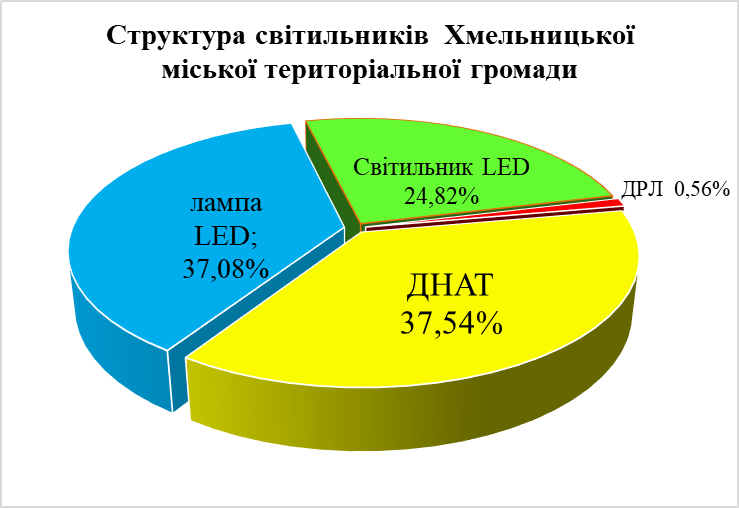 Структура світильників Хмельницької
міської територіальної громади
Світильник LED
24,82%
ДРЛ 0,56%
лампа
LED;
37,08%
ДНАТ
37,54%